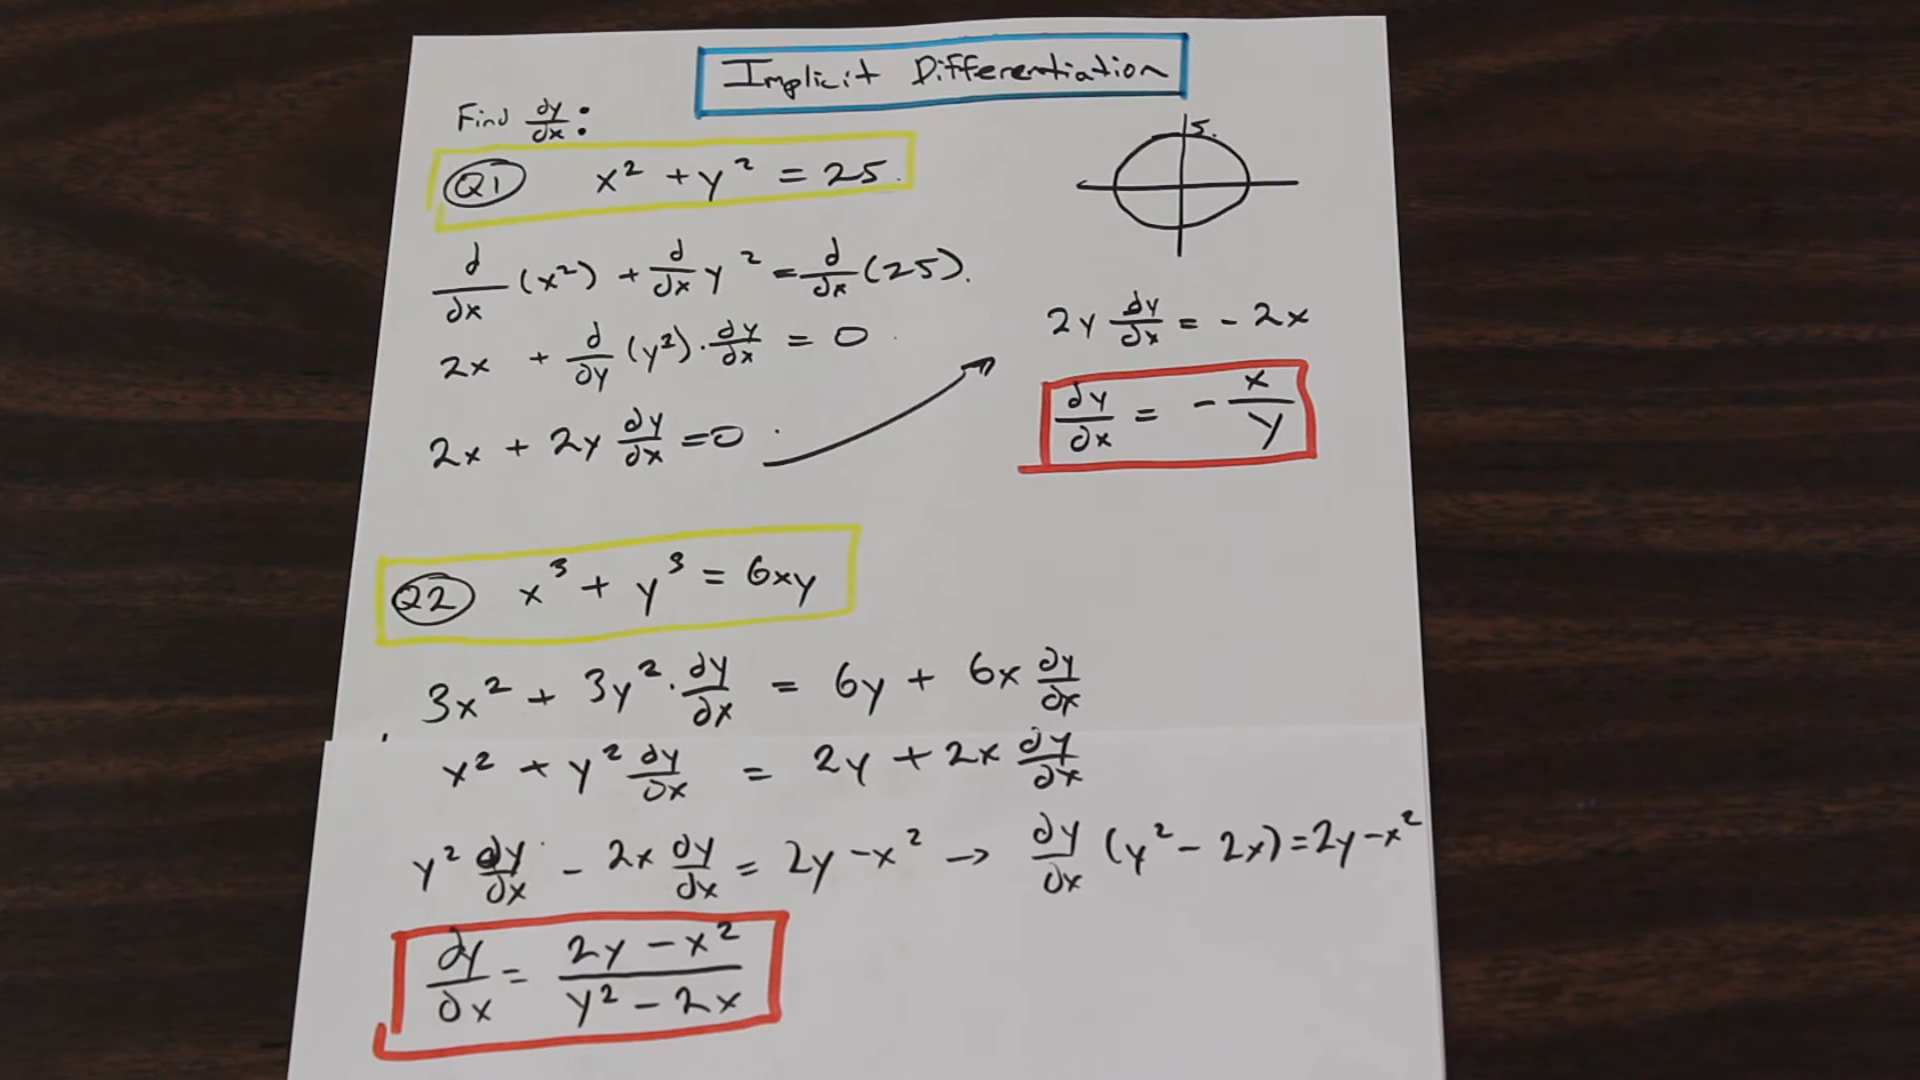 Implicit Differentiation
Find dy/dx:
Q1 x² + y² = 25.
5.
d/dx (x²) + d/dx y² = d/dx (25).
2x + d/dy (y²) · dy/dx = 0
2x + 2y dy/dx = 0
2y dy/dx = - 2x
dy/dx = - x/y
Q2 x³ + y³ = 6xy
3x² + 3y² · dy/dx = 6y + 6x dy/dx
x² + y² dy/dx = 2y + 2x dy/dx
y² dy/dx - 2x dy/dx = 2y - x² → dy/dx (y² - 2x) = 2y - x²
dy/dx = (2y - x²)/(y² - 2x)